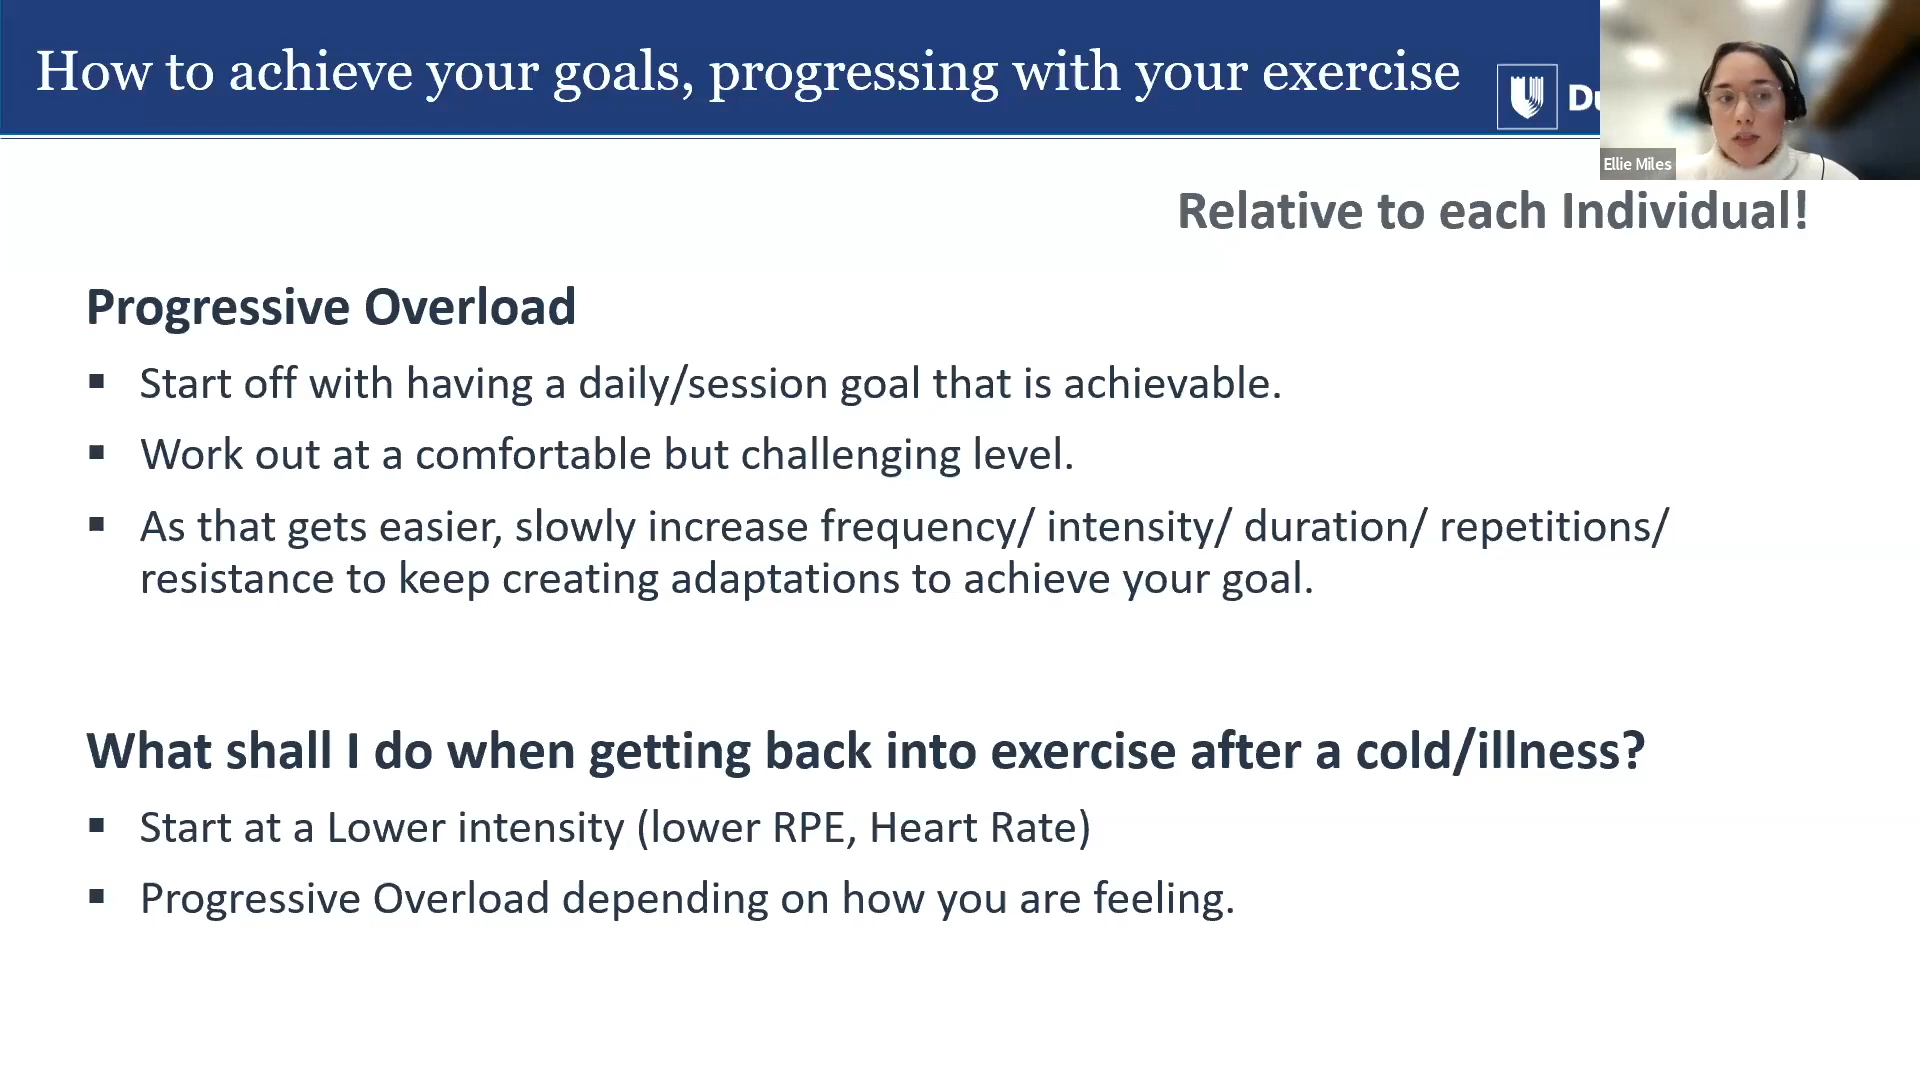 How to achieve your goals, progressing with your exercise
Ellie Miles
Relative to each Individual!
Progressive Overload
▪ Start off with having a daily/session goal that is achievable.
▪ Work out at a comfortable but challenging level.
▪ As that gets easier, slowly increase frequency/ intensity/ duration/ repetitions/
resistance to keep creating adaptations to achieve your goal.
What shall I do when getting back into exercise after a cold/illness?
▪ Start at a Lower intensity (lower RPE, Heart Rate)
▪ Progressive Overload depending on how you are feeling.